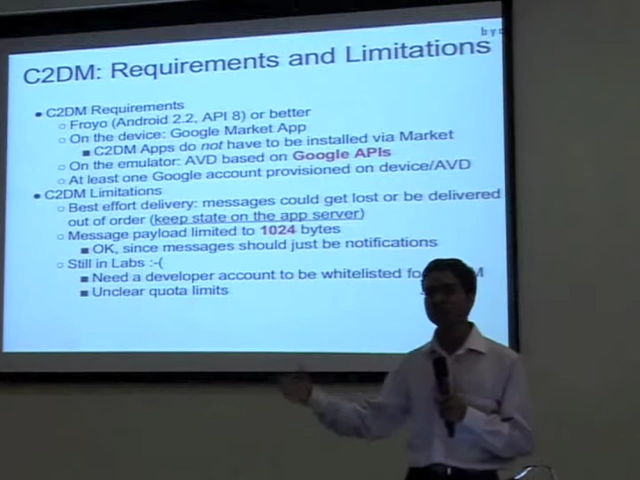 C2DM: Requirements and Limitations
● C2DM Requirements
○ Froyo (Android 2.2, API 8) or better
○ On the device: Google Market App
■ C2DM Apps do not have to be installed via Market
○ On the emulator: AVD based on Google APIs
○ At least one Google account provisioned on device/AVD
● C2DM Limitations
○ Best effort delivery: messages could get lost or be delivered
out of order (keep state on the app server)
○ Message payload limited to 1024 bytes
■ OK, since messages should just be notifications
○ Still in Labs :-(
■ Need a developer account to be whitelisted
■ Unclear quota limits